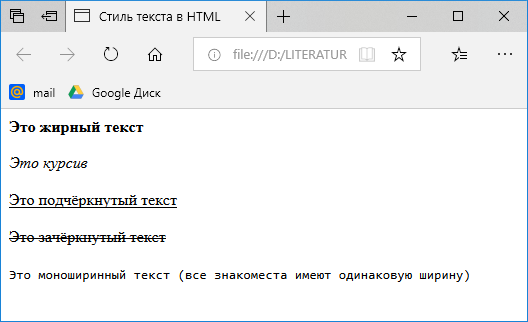 Стиль текста в HTML
file:///D:/LITERATUR
mail Google Диск
Это жирный текст
Это курсив
Это подчёркнутый текст
Это зачёркнутый текст
Это моноширинный текст (все знакоместа имеют одинаковую ширину)